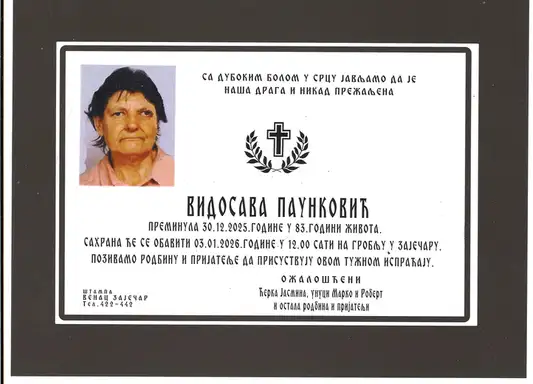 СА ДУБОКИМ БОЛОМ У СРЦУ ЈАВЉАМО ДА ЈЕ
НАША ДРАГА И НИКАД ПРЕЖАЉЕНА
ВИДОСАВА ПАУНКОВИЋ
ПРЕМИНУЛА 30.12.2025.ГОДИНЕ У 83.ГОДИНИ ЖИВОТА.
САХРАНА ЋЕ СЕ ОБАВИТИ 03.01.2026.ГОДИНЕ У 12.00 САТИ НА ГРОБЉУ У ЗАЈЕЧАРУ.
ПОЗИВАМО РОДБИНУ И ПРИЈАТЕЉЕ ДА ПРИСУСТВУЈУ ОВОМ ТУЖНОМ ИСПРАЋАЈУ.
ОЖАЛОШЋЕНИ
Ћерка Јасмина, унуци Марко и Роберт
и остала родбина и пријатељи
ШТАМПА
ВЕНАЦ ЗАЈЕЧАР
Тел.422-442